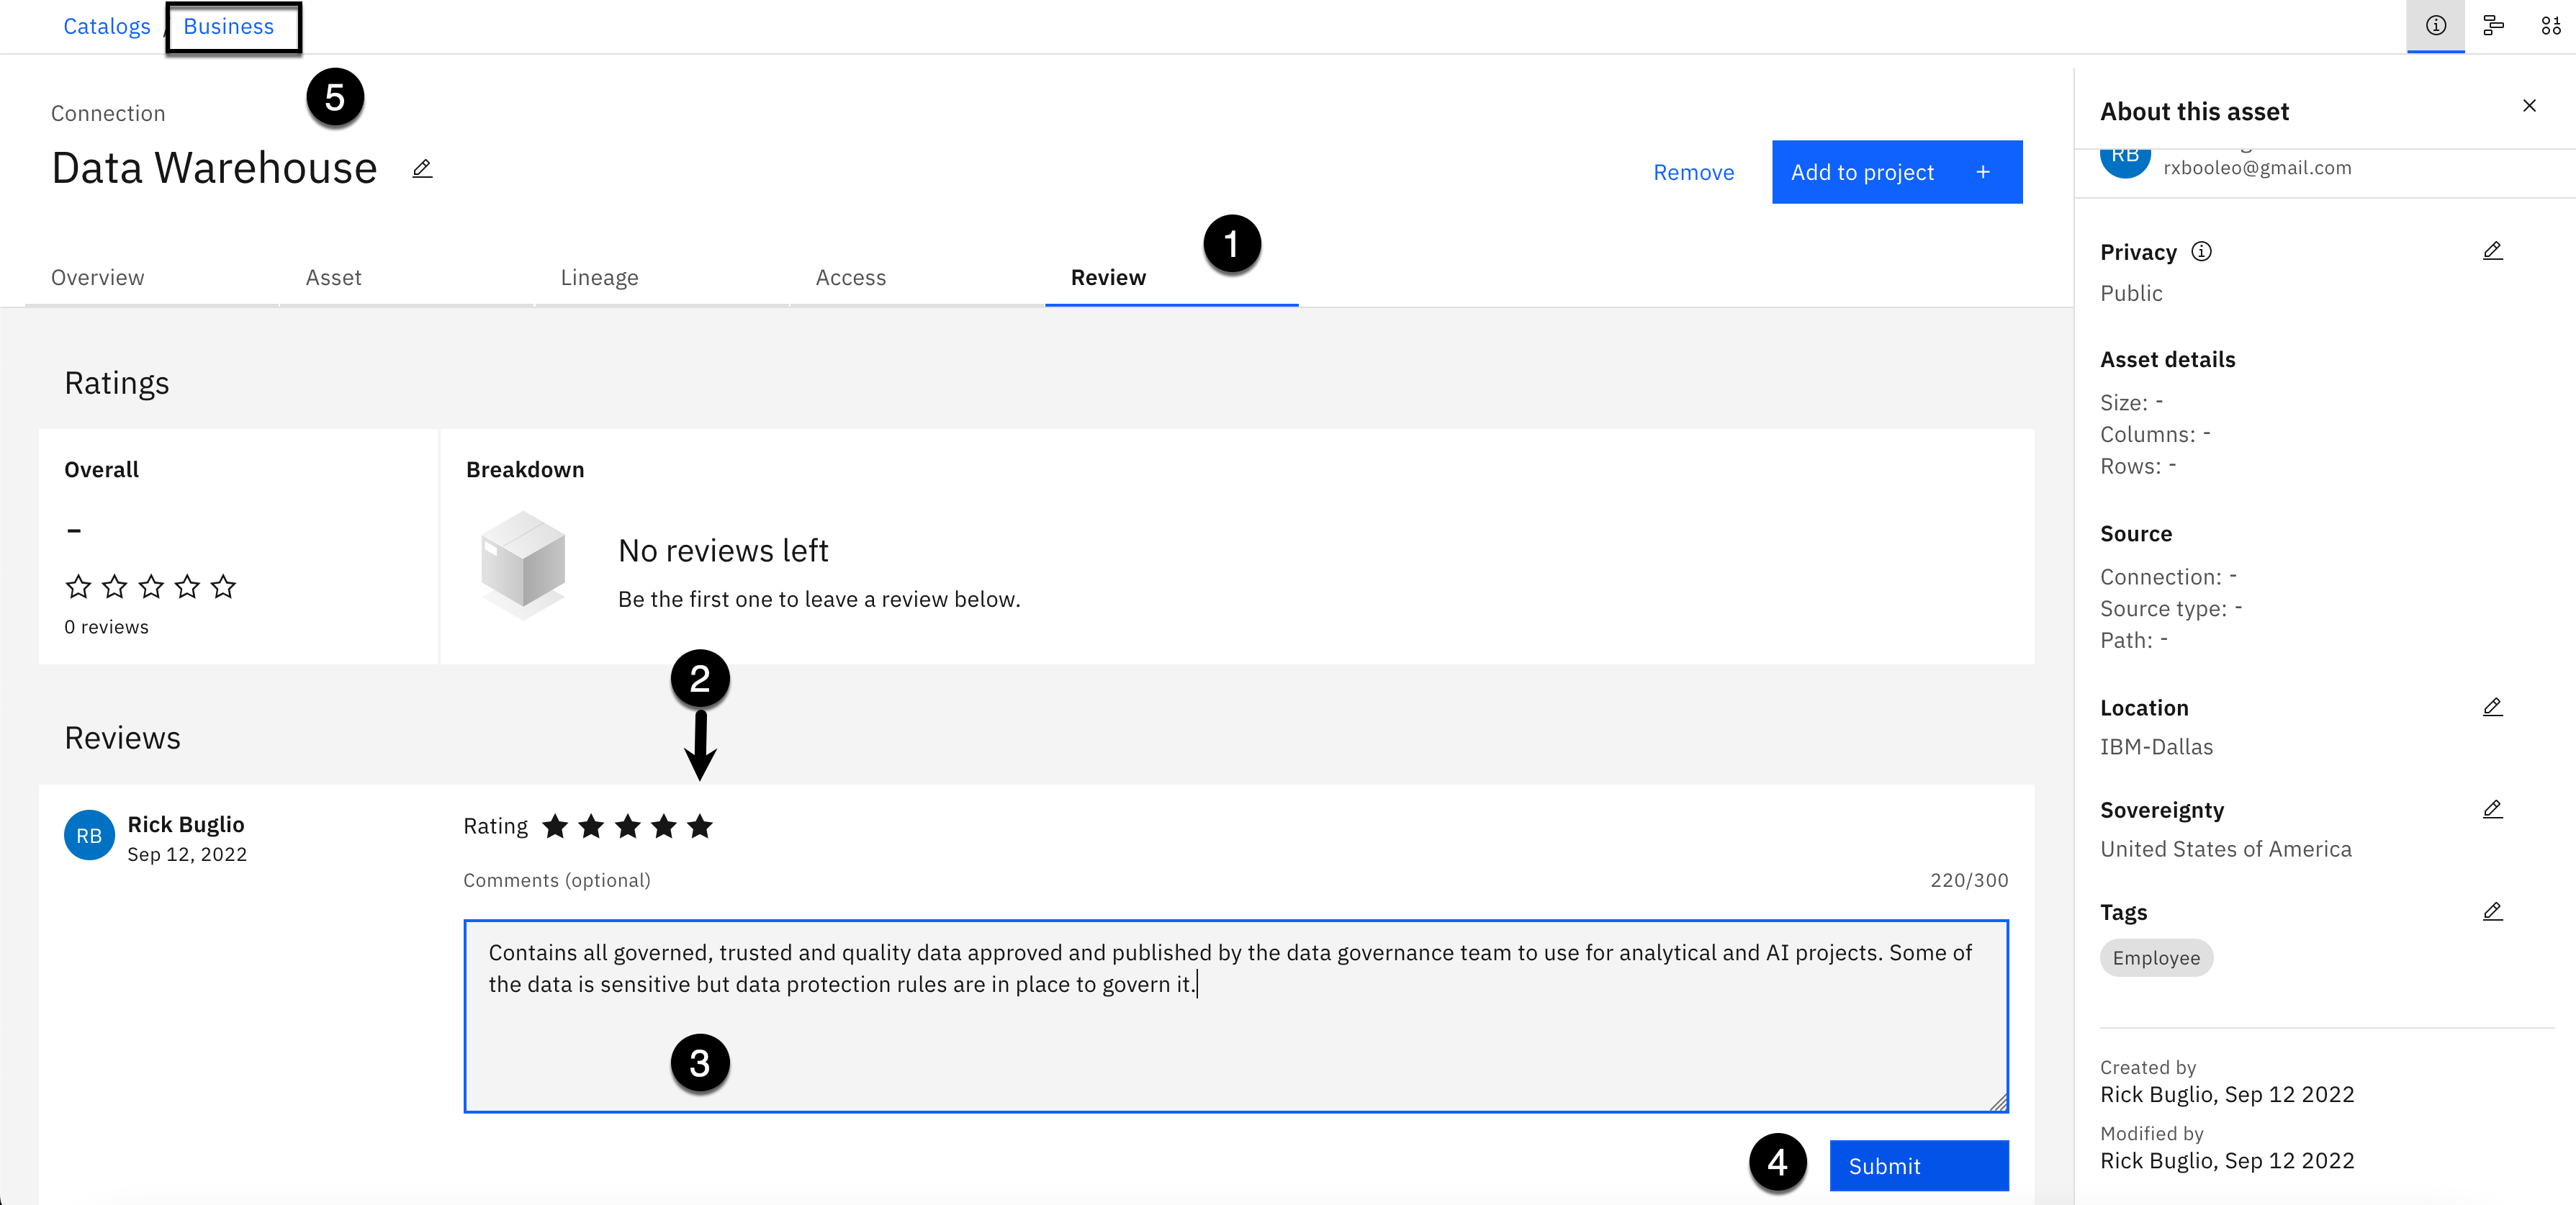 Catalogs / Business
5
Connection
Data Warehouse
Remove
Add to project +
1
Overview
Asset
Lineage
Access
Review
Ratings
Overall
–
0 reviews
Breakdown
No reviews left
Be the first one to leave a review below.
2
Reviews
RB
Rick Buglio
Sep 12, 2022
Rating
Comments (optional)
220/300
Contains all governed, trusted and quality data approved and published by the data governance team to use for analytical and AI projects. Some of
the data is sensitive but data protection rules are in place to govern it.
3
4
Submit
About this asset
RB
rxbooleo@gmail.com
Privacy
Public
Asset details
Size: -
Columns: -
Rows: -
Source
Connection: -
Source type: -
Path: -
Location
IBM-Dallas
Sovereignty
United States of America
Tags
Employee
Created by
Rick Buglio, Sep 12 2022
Modified by
Rick Buglio, Sep 12 2022